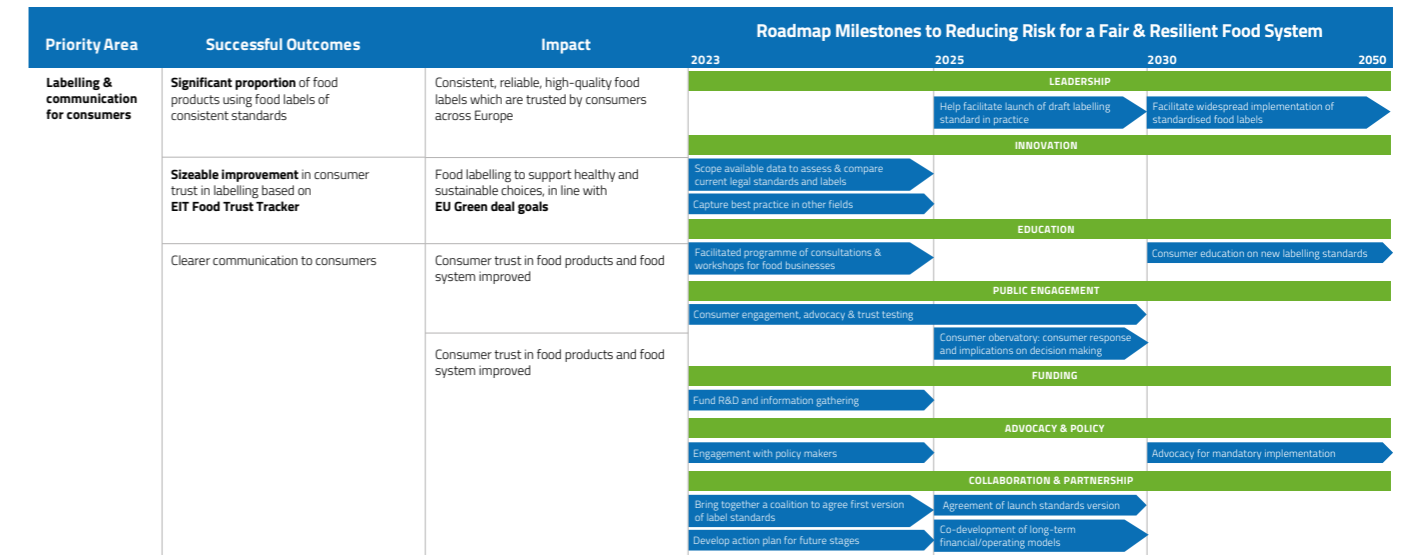 Roadmap Milestones to Reducing Risk for a Fair & Resilient Food System
Priority Area
Successful Outcomes
Impact
2023
2025
2030
2050
Labelling &
communication
for consumers
Significant proportion of food
products using food labels of
consistent standards
Consistent, reliable, high-quality food
labels which are trusted by consumers
across Europe
Sizeable improvement in consumer
trust in labelling based on
EIT Food Trust Tracker
Food labelling to support healthy and
sustainable choices, in line with
EU Green deal goals
Clearer communication to consumers
Consumer trust in food products and food
system improved
Consumer trust in food products and food
system improved
LEADERSHIP
Help facilitate launch of draft labelling
standard in practice
Facilitate widespread implementation of
standardised food labels
INNOVATION
Scope available data to assess & compare
current legal standards and labels
Capture best practice in other fields
EDUCATION
Facilitated programme of consultations &
workshops for food businesses
Consumer education on new labelling standards
PUBLIC ENGAGEMENT
Consumer engagement, advocacy & trust testing
Consumer obervatory: consumer response
and implications on decision making
FUNDING
Fund R&D and information gathering
ADVOCACY & POLICY
Engagement with policy makers
Advocacy for mandatory implementation
COLLABORATION & PARTNERSHIP
Bring together a coalition to agree first version
of label standards
Agreement of launch standards version
Develop action plan for future stages
Co-development of long-term
financial/operating models